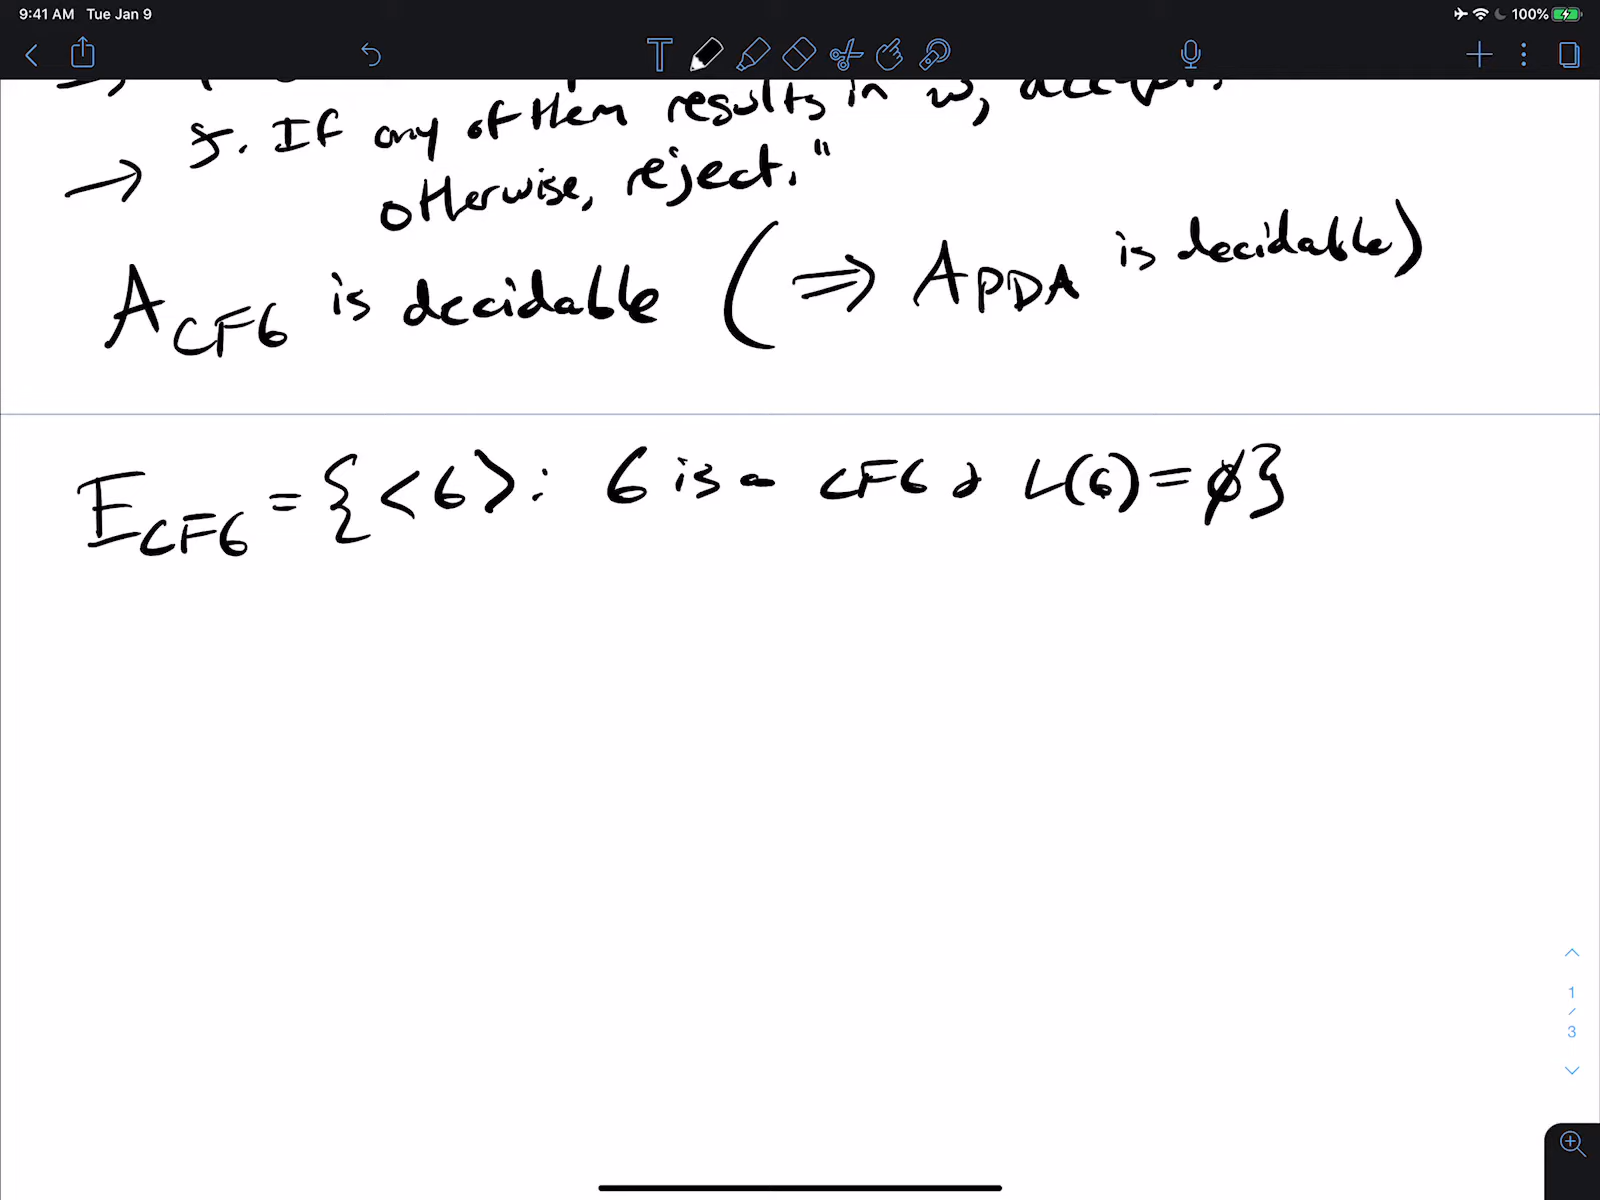 9:41 AM Tue Jan 9 100%
5. If any of them results in w, accept;
otherwise, reject."
A_CFG is decidable (⇒ A_PDA is decidable)
E_CFG = {<G>: G is a CFG & L(G) = ∅}
1
/
3